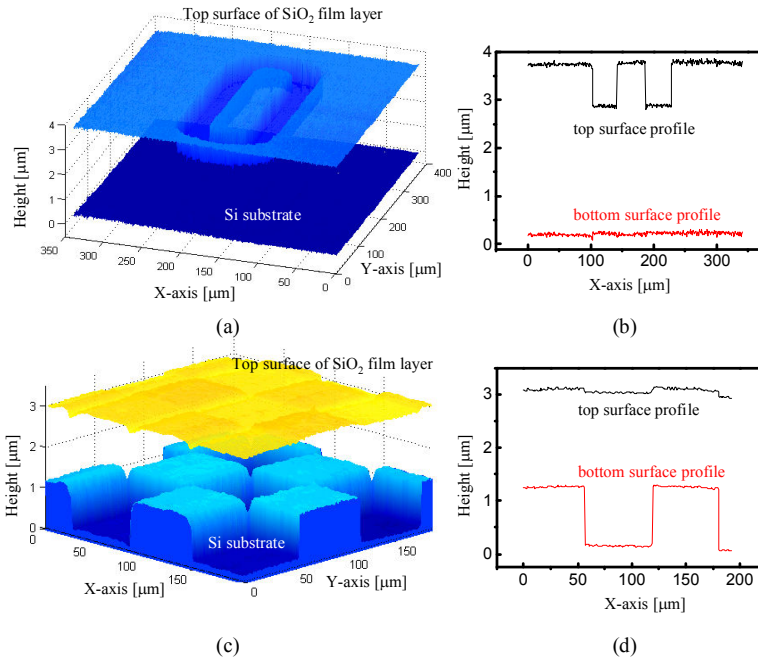 Top surface of SiO₂ film layer
4
3
2
1
0
Height [μm]
Si substrate
350
300
250
200
150
100
50
0
X-axis [μm]
0
100
200
300
400
Y-axis [μm]
(a)
4
3
2
1
0
Height [μm]
top surface profile
bottom surface profile
0
100
200
300
X-axis [μm]
(b)
Top surface of SiO₂ film layer
3
2
1
0
Height [μm]
Si substrate
0
50
100
150
X-axis [μm]
0
50
100
150
Y-axis [μm]
(c)
3
2
1
0
Height [μm]
top surface profile
bottom surface profile
0
50
100
150
200
X-axis [μm]
(d)